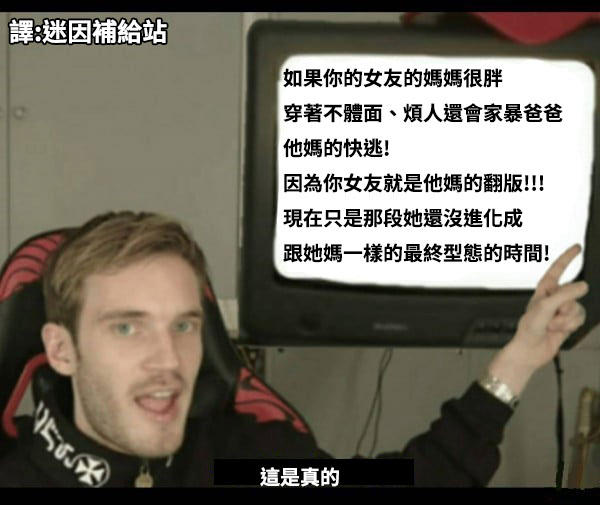 譯:迷因補給站
如果你的女友的媽媽很胖
穿著不體面、煩人還會家暴爸爸
他媽的快逃!
因為你女友就是他媽的翻版!!!
現在只是那段她還沒進化成
跟她媽一樣的最終型態的時間!
這是真的